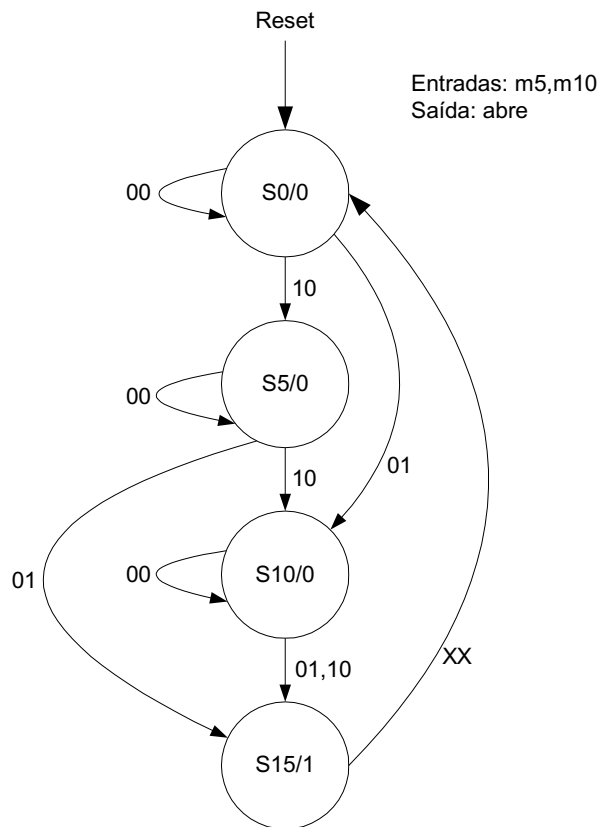 Reset
Entradas: m5,m10
Saída: abre
00
S0/0
10
00
S5/0
10
01
00
S10/0
01
01,10
XX
S15/1